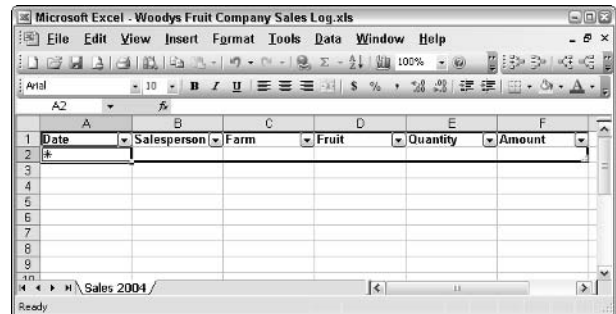 Microsoft Excel - Woodys Fruit Company Sales Log.xls
File Edit View Insert Format Tools Data Window Help
100%
Arial 10 B I U $ % ,
A2 fx
A B C D E F
1 Date Salesperson Farm Fruit Quantity Amount
2 *
3
4
5
6
7
8
9
10
Sales 2004
Ready